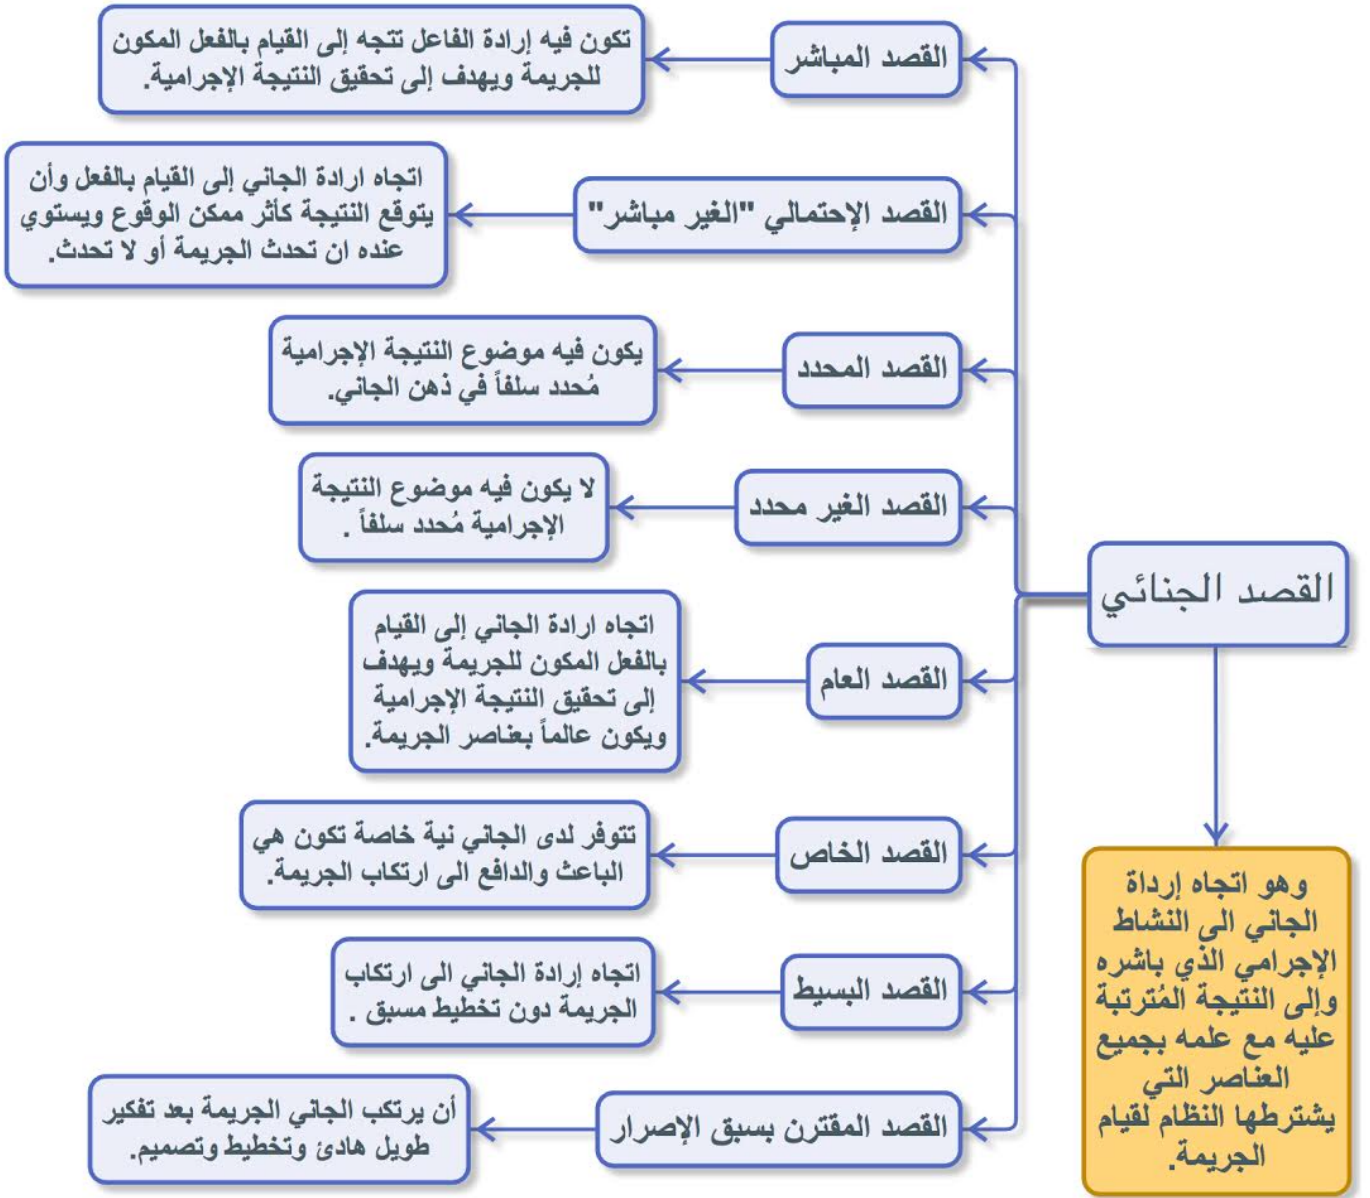 القصد الجنائي
وهو اتجاه إرداة
الجاني الى النشاط
الإجرامي الذي باشره
وإلى النتيجة المُترتبة
عليه مع علمه بجميع
العناصر التي
يشترطها النظام لقيام
الجريمة.
القصد المباشر
تكون فيه إرادة الفاعل تتجه إلى القيام بالفعل المكون
للجريمة ويهدف إلى تحقيق النتيجة الإجرامية.
القصد الإحتمالي "الغير مباشر"
اتجاه ارادة الجاني إلى القيام بالفعل وأن
يتوقع النتيجة كأثر ممكن الوقوع ويستوي
عنده ان تحدث الجريمة أو لا تحدث.
القصد المحدد
يكون فيه موضوع النتيجة الإجرامية
مُحدد سلفاً في ذهن الجاني.
القصد الغير محدد
لا يكون فيه موضوع النتيجة
الإجرامية مُحدد سلفاً .
القصد العام
اتجاه ارادة الجاني إلى القيام
بالفعل المكون للجريمة ويهدف
إلى تحقيق النتيجة الإجرامية
ويكون عالماً بعناصر الجريمة.
القصد الخاص
تتوفر لدى الجاني نية خاصة تكون هي
الباعث والدافع الى ارتكاب الجريمة.
القصد البسيط
اتجاه إرادة الجاني الى ارتكاب
الجريمة دون تخطيط مسبق .
القصد المقترن بسبق الإصرار
أن يرتكب الجاني الجريمة بعد تفكير
طويل هادئ وتخطيط وتصميم.